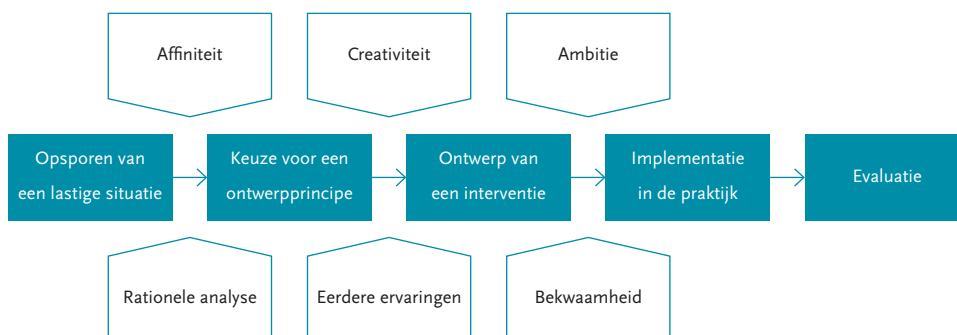 Affiniteit
Creativiteit
Ambitie
Opsporen van
een lastige situatie
Keuze voor een
ontwerpprincipe
Ontwerp van
een interventie
Implementatie
in de praktijk
Evaluatie
Rationele analyse
Eerdere ervaringen
Bekwaamheid